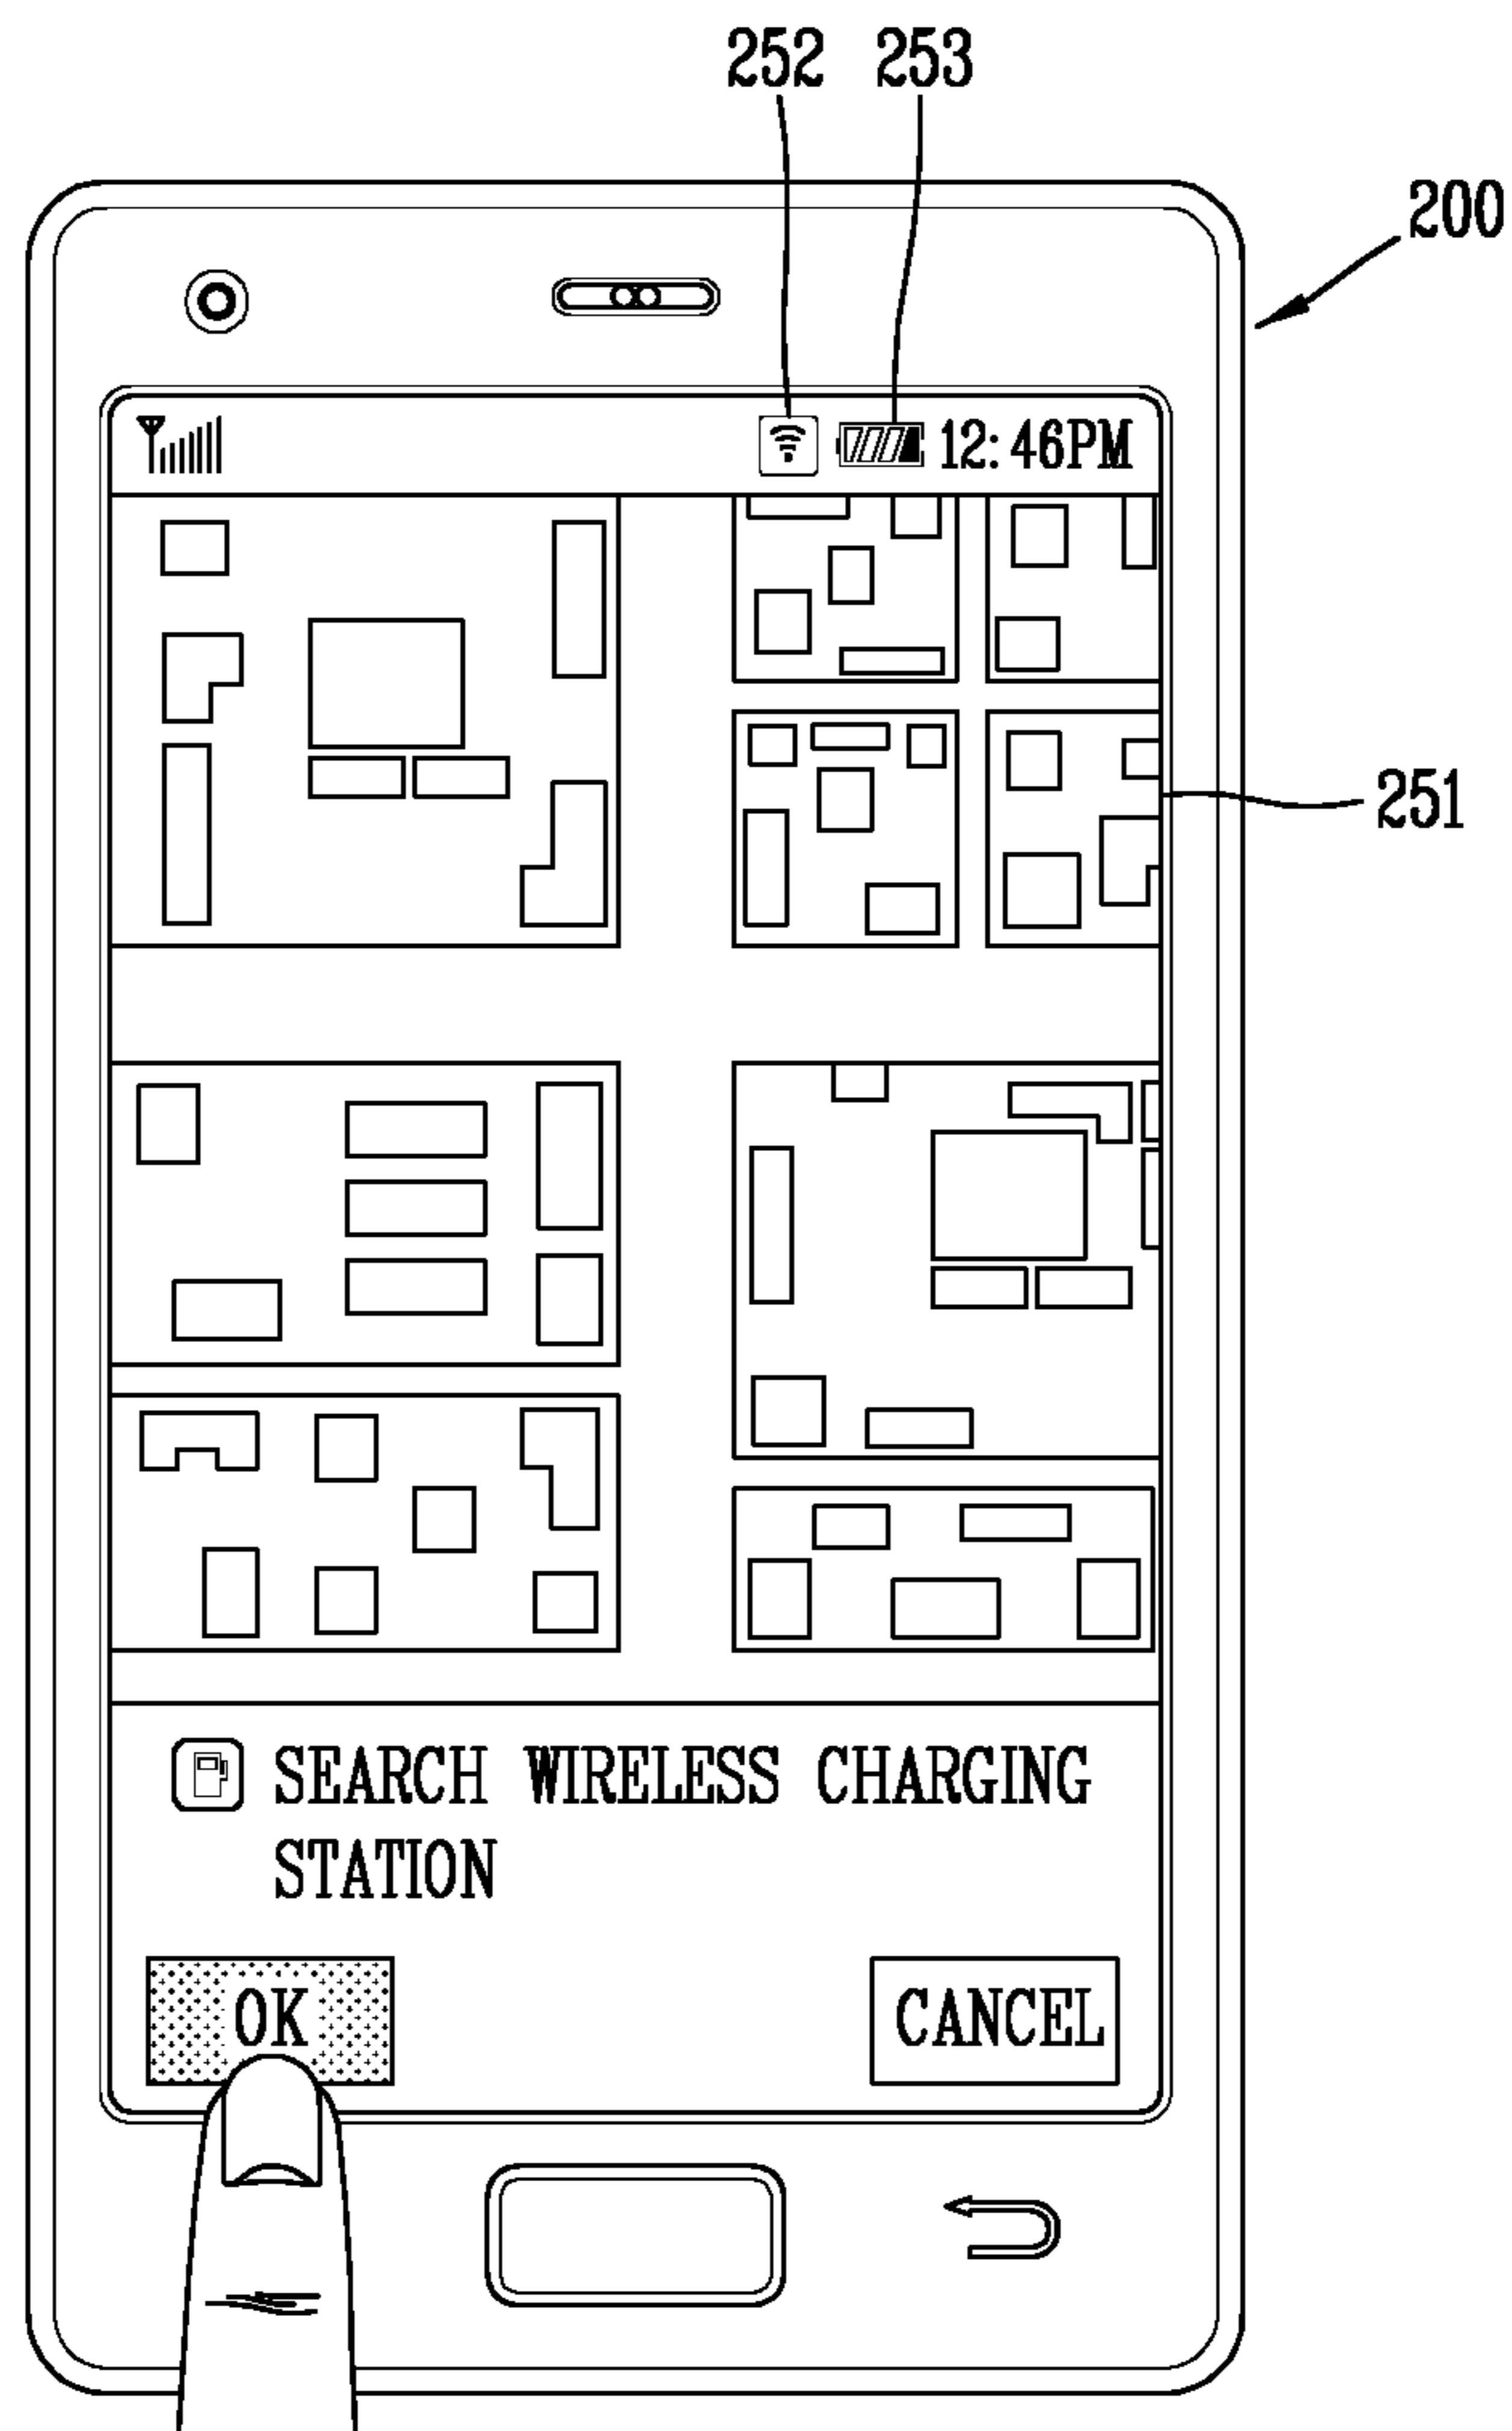 252 253
200
12:46PM
251
SEARCH WIRELESS CHARGING
STATION
OK CANCEL